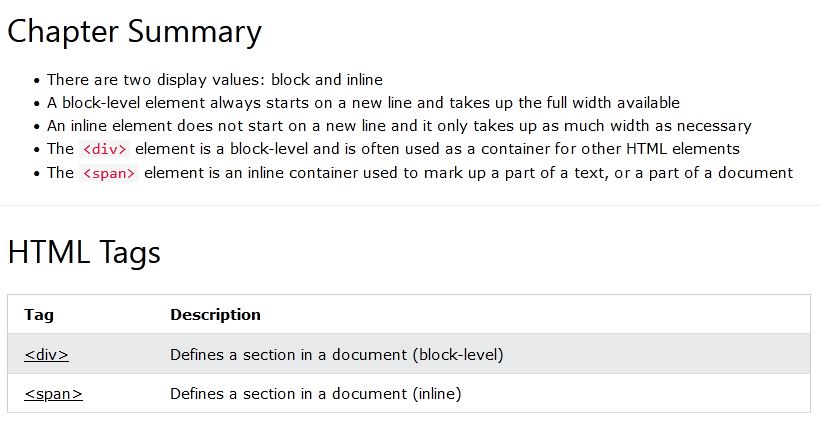 Chapter Summary
There are two display values: block and inline
A block-level element always starts on a new line and takes up the full width available
An inline element does not start on a new line and it only takes up as much width as necessary
The <div> element is a block-level and is often used as a container for other HTML elements
The <span> element is an inline container used to mark up a part of a text, or a part of a document
HTML Tags
Tag Description
<div> Defines a section in a document (block-level)
<span> Defines a section in a document (inline)